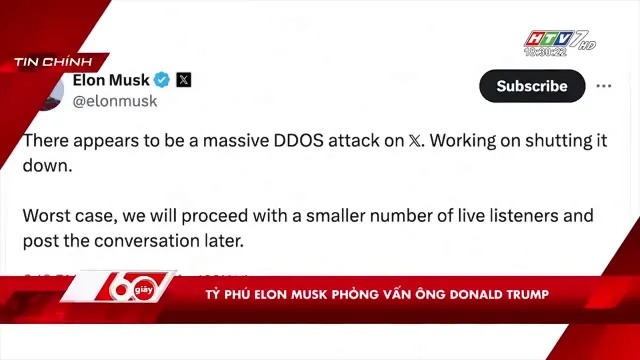 TIN CHÍNH
HTV7 HD
18:30:22
Elon Musk
@elonmusk
Subscribe
There appears to be a massive DDOS attack on 𝕏. Working on shutting it
down.
Worst case, we will proceed with a smaller number of live listeners and
post the conversation later.
60 giây
TỶ PHÚ ELON MUSK PHỎNG VẤN ÔNG DONALD TRUMP